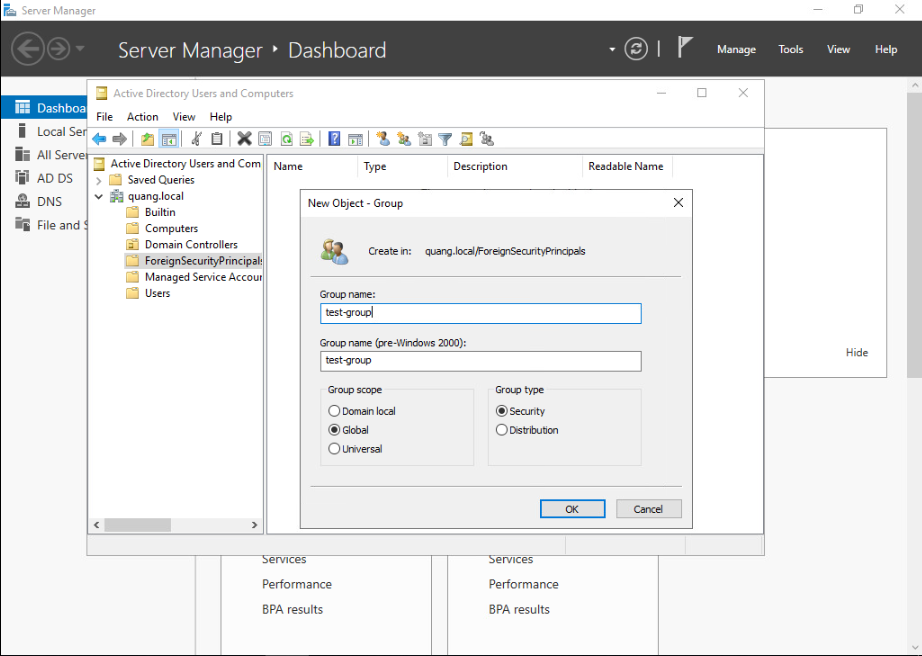 Server Manager
Server Manager • Dashboard
Manage Tools View Help
Dashboa
Local Ser
All Serve
AD DS
DNS
File and S
Active Directory Users and Computers
File Action View Help
Active Directory Users and Com
Saved Queries
quang.local
Builtin
Computers
Domain Controllers
ForeignSecurityPrincipals
Managed Service Accour
Users
Name Type Description Readable Name
New Object - Group
Create in: quang.local/ForeignSecurityPrincipals
Group name:
test-group
Group name (pre-Windows 2000):
test-group
Group scope
Domain local
Global
Universal
Group type
Security
Distribution
OK Cancel
Hide
Services
Performance
BPA results
Services
Performance
BPA results